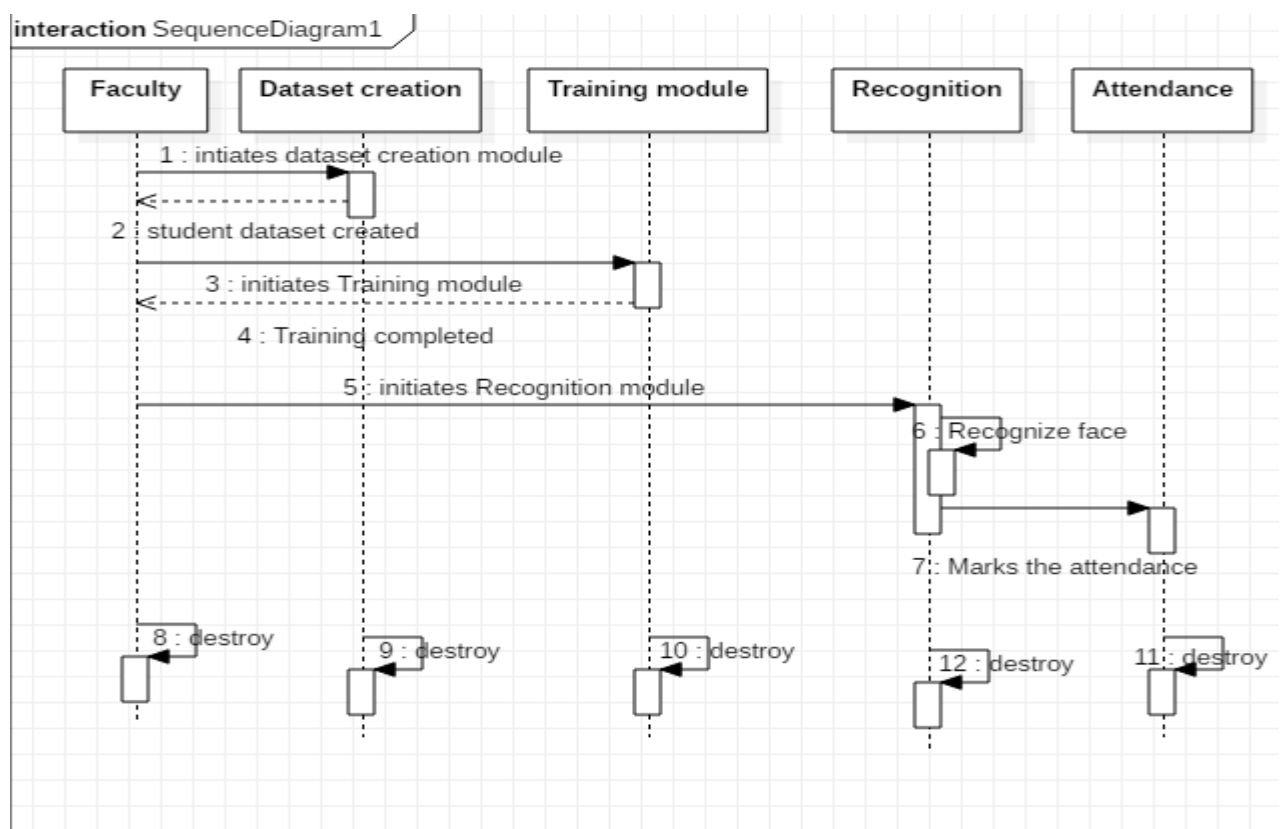 interaction SequenceDiagram1
Faculty
Dataset creation
Training module
Recognition
Attendance
1 : intiates dataset creation module
2 : student dataset created
3 : initiates Training module
4 : Training completed
5 : initiates Recognition module
6 : Recognize face
7 : Marks the attendance
8 : destroy
9 : destroy
10 : destroy
12 : destroy
11 : destroy